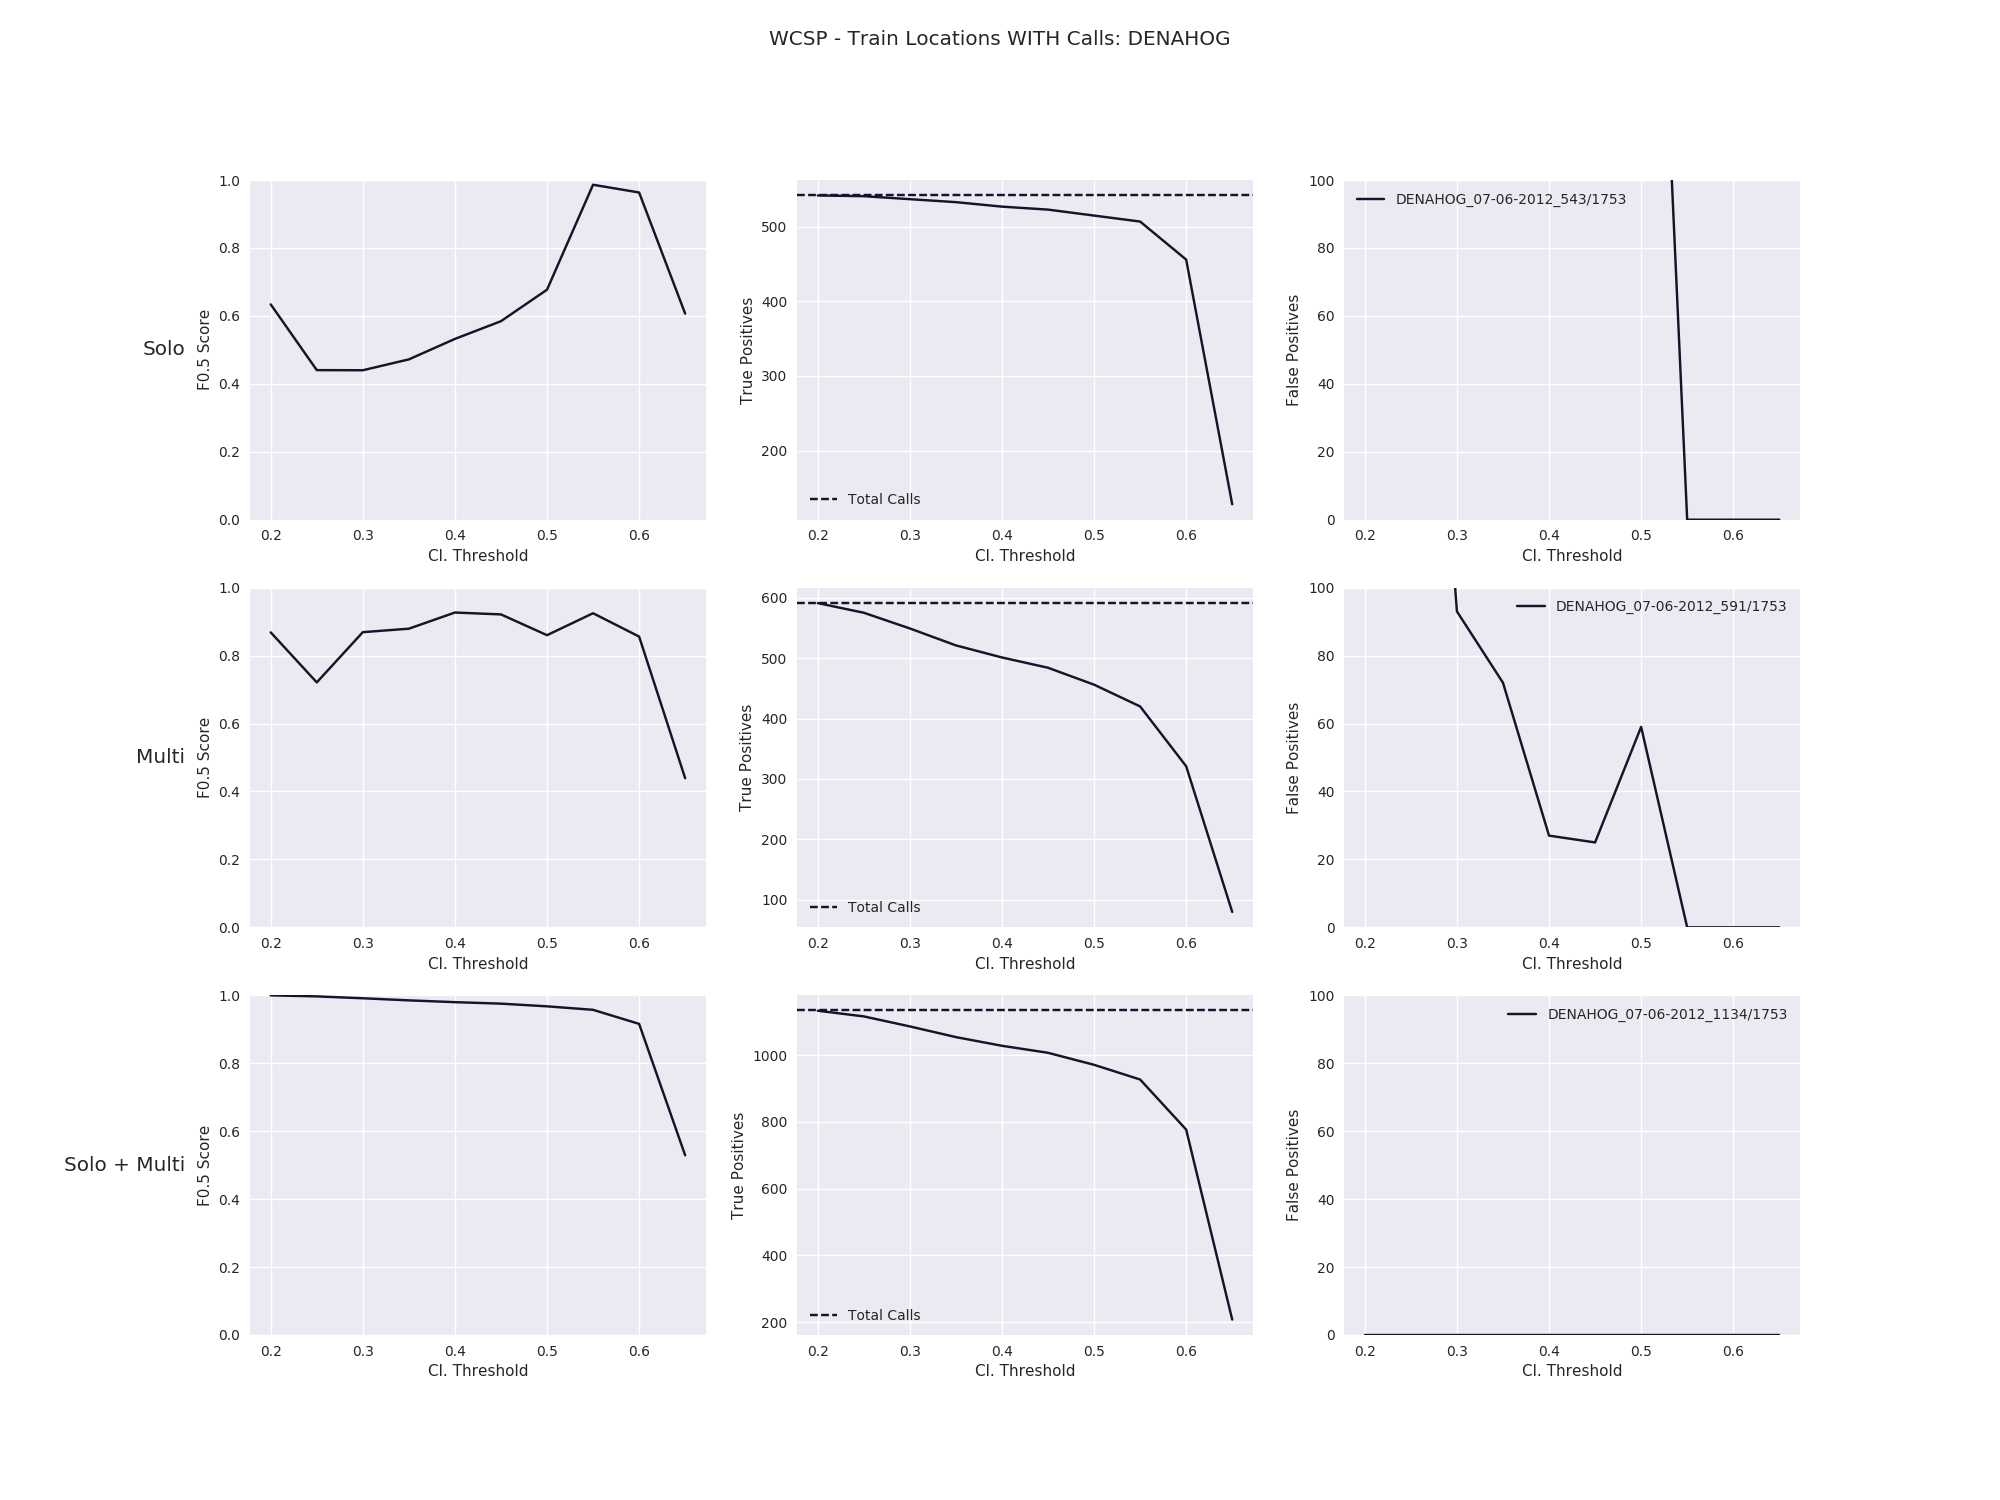 WCSP - Train Locations WITH Calls: DENAHOG
Solo
F0.5 Score
1.0
0.8
0.6
0.4
0.2
0.0
0.2 0.3 0.4 0.5 0.6
Cl. Threshold
True Positives
500
400
300
200
Total Calls
0.2 0.3 0.4 0.5 0.6
Cl. Threshold
False Positives
100
80
60
40
20
0
DENAHOG_07-06-2012_543/1753
0.2 0.3 0.4 0.5 0.6
Cl. Threshold
Multi
F0.5 Score
1.0
0.8
0.6
0.4
0.2
0.0
0.2 0.3 0.4 0.5 0.6
Cl. Threshold
True Positives
600
500
400
300
200
100
Total Calls
0.2 0.3 0.4 0.5 0.6
Cl. Threshold
False Positives
100
80
60
40
20
0
DENAHOG_07-06-2012_591/1753
0.2 0.3 0.4 0.5 0.6
Cl. Threshold
Solo + Multi
F0.5 Score
1.0
0.8
0.6
0.4
0.2
0.0
0.2 0.3 0.4 0.5 0.6
Cl. Threshold
True Positives
1000
800
600
400
200
Total Calls
0.2 0.3 0.4 0.5 0.6
Cl. Threshold
False Positives
100
80
60
40
20
0
DENAHOG_07-06-2012_1134/1753
0.2 0.3 0.4 0.5 0.6
Cl. Threshold